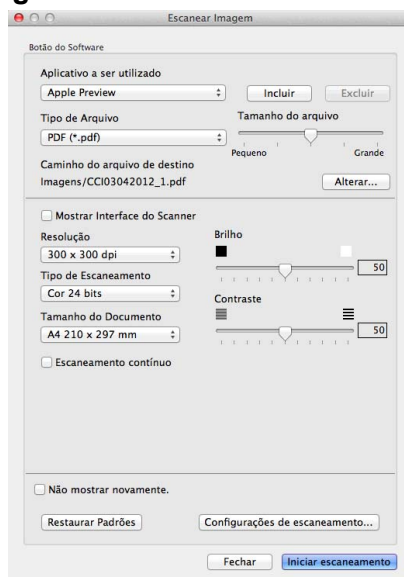 Escanear Imagem
Botão do Software
Aplicativo a ser utilizado
Apple Preview
Incluir
Excluir
Tipo de Arquivo
Tamanho do arquivo
PDF (*.pdf)
Pequeno
Grande
Caminho do arquivo de destino
Imagens/CCI03042012_1.pdf
Alterar...
Mostrar Interface do Scanner
Resolução
Brilho
300 x 300 dpi
50
Tipo de Escaneamento
Cor 24 bits
Contraste
Tamanho do Documento
A4 210 x 297 mm
50
Escaneamento contínuo
Não mostrar novamente.
Restaurar Padrões
Configurações de escaneamento...
Fechar
Iniciar escaneamento